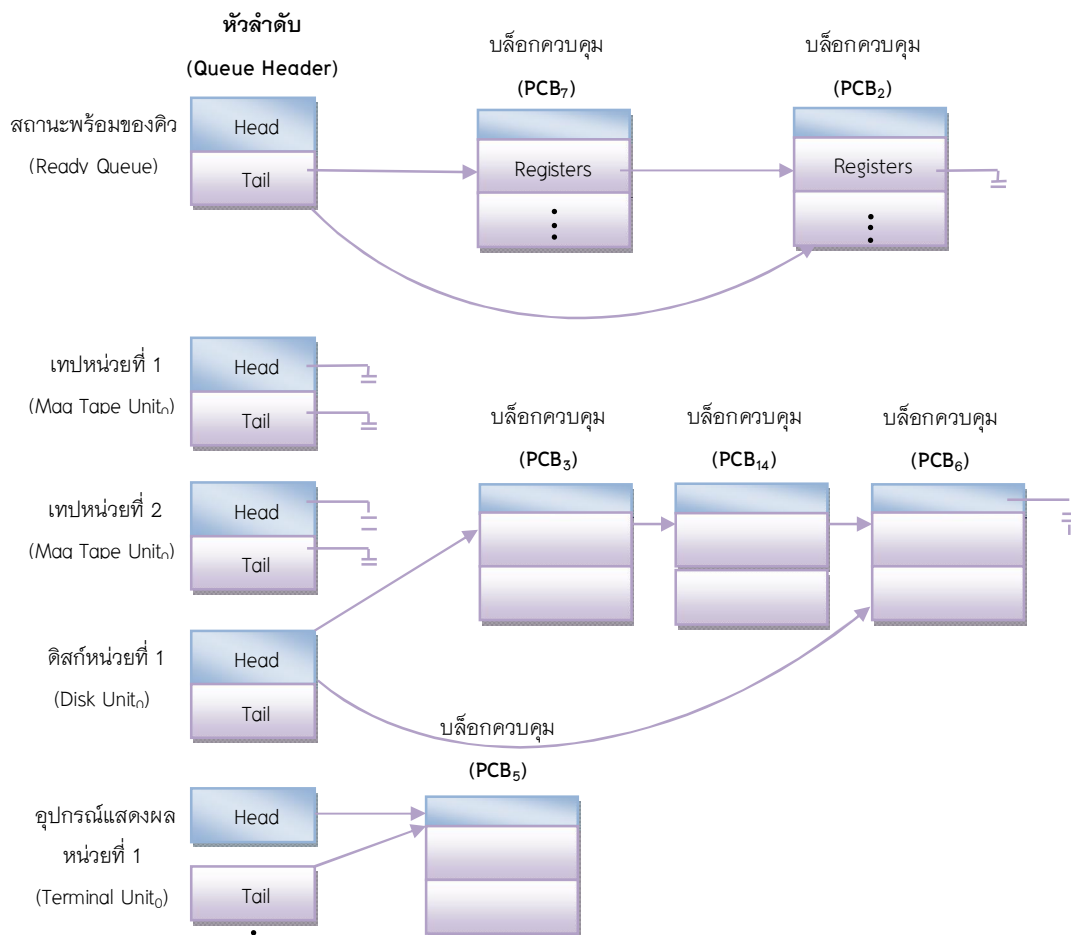 หัวลำดับ
(Queue Header)
บล็อกควบคุม
(PCB₇)
บล็อกควบคุม
(PCB₂)
สถานะพร้อมของคิว
(Ready Queue)
Head
Tail
Registers
Registers
เทปหน่วยที่ 1
(Mag Tape Unit₀)
Head
Tail
บล็อกควบคุม
(PCB₃)
บล็อกควบคุม
(PCB₁₄)
บล็อกควบคุม
(PCB₆)
เทปหน่วยที่ 2
(Mag Tape Unit₀)
Head
Tail
ดิสก์หน่วยที่ 1
(Disk Unit₀)
Head
Tail
บล็อกควบคุม
(PCB₅)
อุปกรณ์แสดงผล
หน่วยที่ 1
(Terminal Unit₀)
Head
Tail